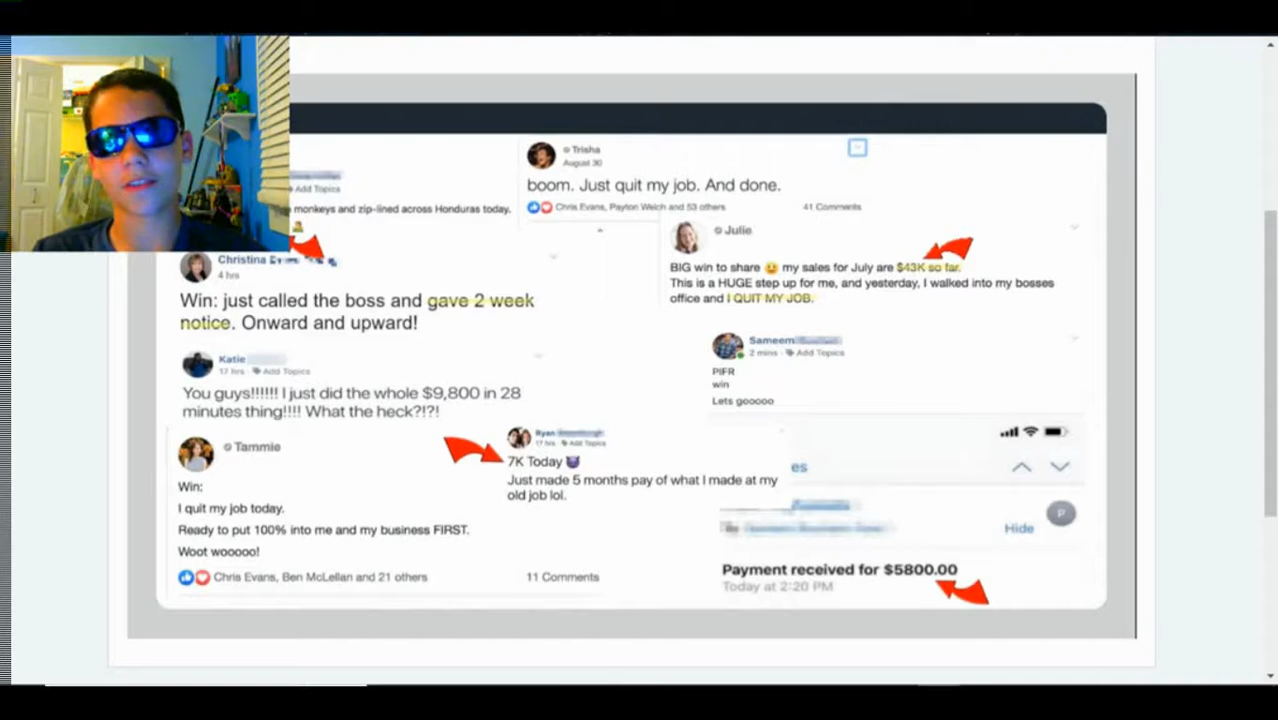 Add Topics
monkeys and zip-lined across Honduras today.
Trisha
August 30
boom. Just quit my job. And done.
Chris Evans, Payton Welch and 53 others 41 Comments
Julie
BIG win to share 😃 my sales for July are $43K so far.
This is a HUGE step up for me, and yesterday, I walked into my bosses
office and I QUIT MY JOB.
Christina
4 hrs
Win: just called the boss and gave 2 week
notice. Onward and upward!
Katie
17 hrs · Add Topics
You guys!!!!!! I just did the whole $9,800 in 28
minutes thing!!!! What the heck?!?!
Sameem
2 mins · Add Topics
PIFR
win
Lets gooooo
Tammie
Win:
I quit my job today.
Ready to put 100% into me and my business FIRST.
Woot wooooo!
Chris Evans, Ben McLellan and 21 others 11 Comments
Ryan
17 hrs · Add Topics
7K Today 😈
Just made 5 months pay of what I made at my
old job lol.
es
P
Hide
Payment received for $5800.00
Today at 2:20 PM